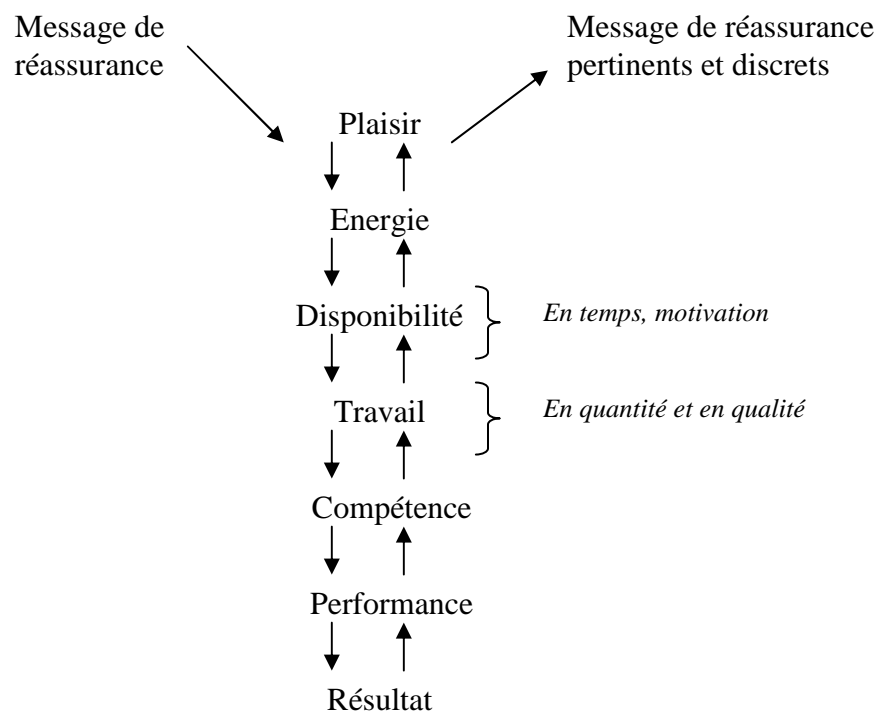 Message de
réassurance
Message de réassurance
pertinents et discrets
Plaisir
Energie
Disponibilité
En temps, motivation
Travail
En quantité et en qualité
Compétence
Performance
Résultat